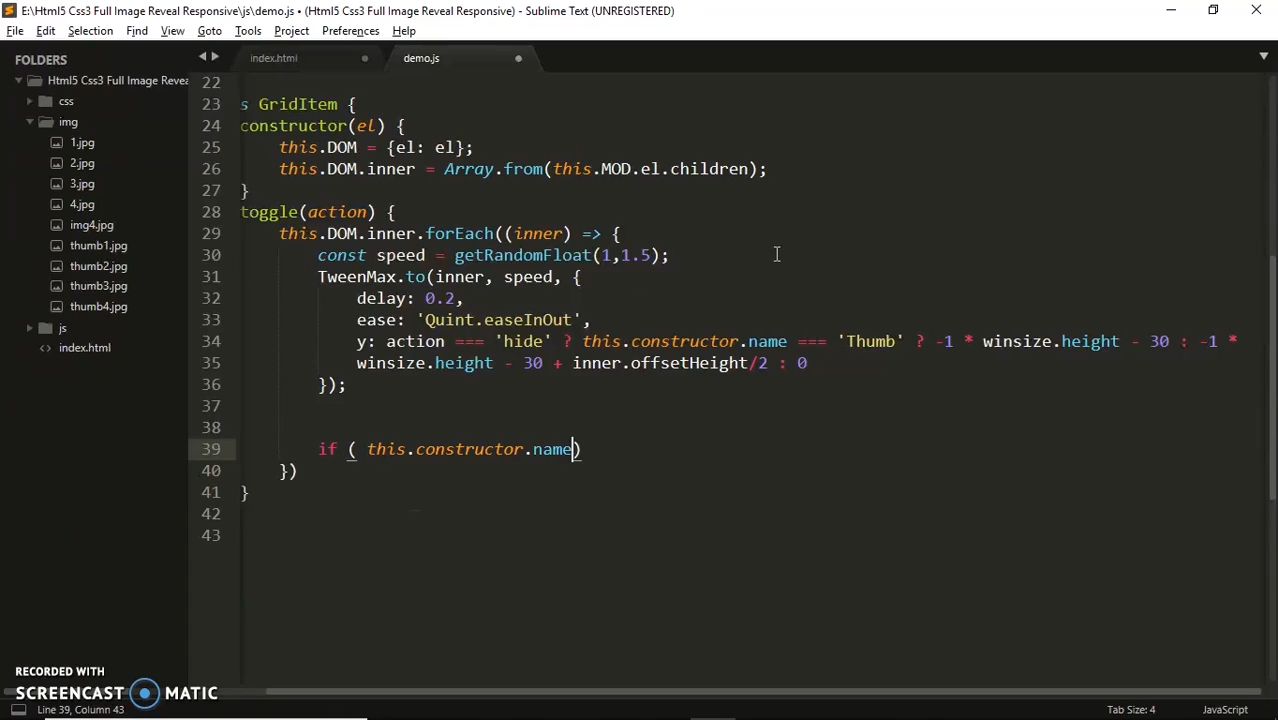 E:\Html5 Css3 Full Image Reveal Responsive\js\demo.js • (Html5 Css3 Full Image Reveal Responsive) - Sublime Text (UNREGISTERED)
File Edit Selection Find View Goto Tools Project Preferences Help
FOLDERS
Html5 Css3 Full Image Revea
css
img
1.jpg
2.jpg
3.jpg
4.jpg
img4.jpg
thumb1.jpg
thumb2.jpg
thumb3.jpg
thumb4.jpg
js
index.html
index.html demo.js
22
23 s GridItem {
24 constructor(el) {
25 this.DOM = {el: el};
26 this.DOM.inner = Array.from(this.MOD.el.children);
27 }
28 toggle(action) {
29 this.DOM.inner.forEach((inner) => {
30 const speed = getRandomFloat(1,1.5);
31 TweenMax.to(inner, speed, {
32 delay: 0.2,
33 ease: 'Quint.easeInOut',
34 y: action === 'hide' ? this.constructor.name === 'Thumb' ? -1 * winsize.height - 30 : -1 *
35 winsize.height - 30 + inner.offsetHeight/2 : 0
36 });
37
38
39 if ( this.constructor.name)
40 })
41 }
42
43
RECORDED WITH
SCREENCAST MATIC
Line 39, Column 43 Tab Size: 4 JavaScript